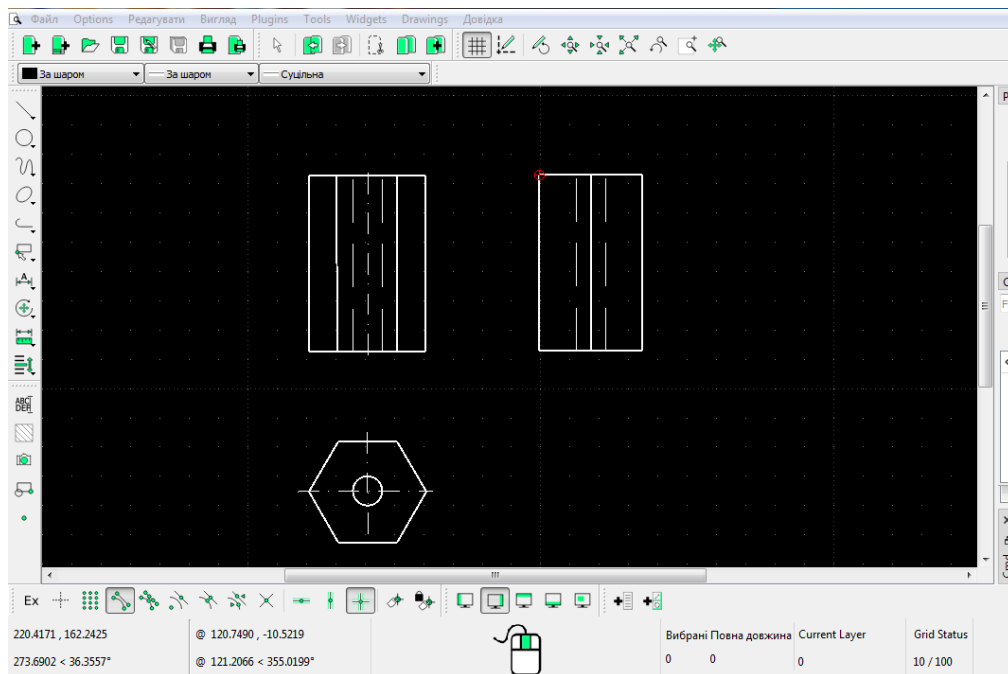 Файл Options Редагувати Вигляд Plugins Tools Widgets Drawings Довідка
За шаром За шаром Суцільна
A
ABC
DEF
Ex
220.4171 , 162.2425 @ 120.7490 , -10.5219 Вибрані Повна довжина Current Layer Grid Status
273.6902 < 36.3557° @ 121.2066 < 355.0199° 0 0 0 10 / 100